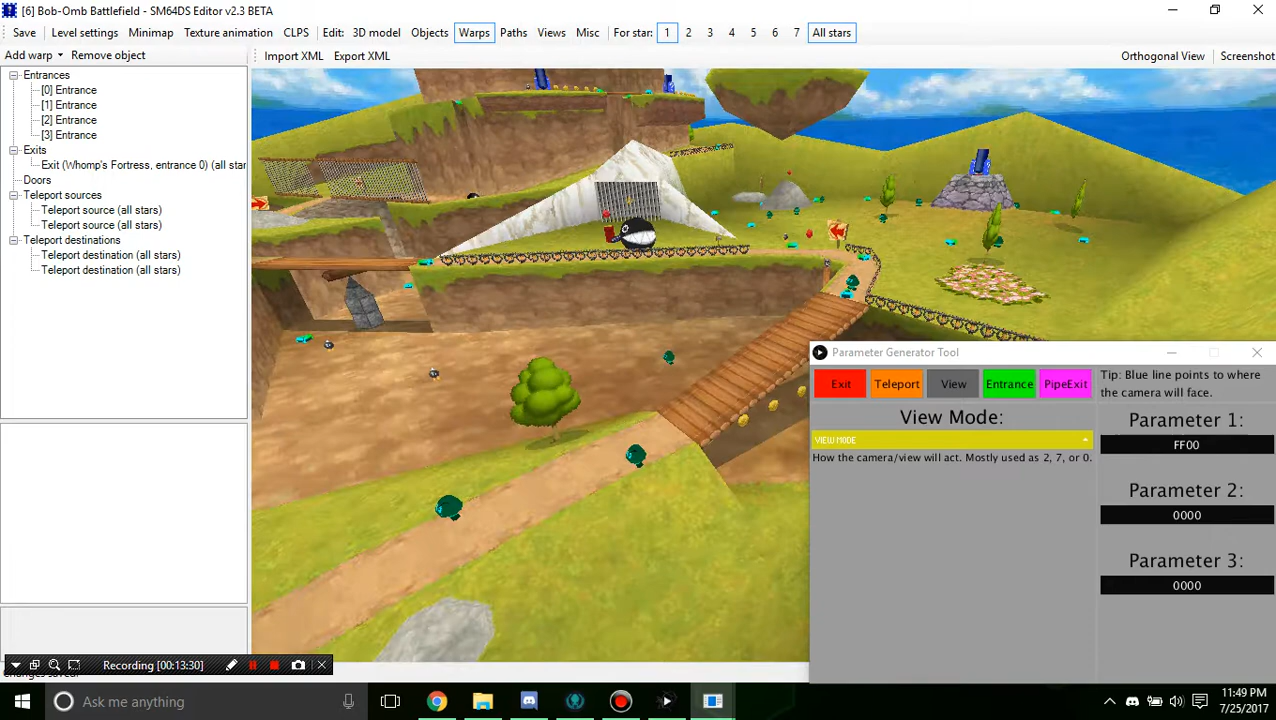 [6] Bob-Omb Battlefield - SM64DS Editor v2.3 BETA
Save Level settings Minimap Texture animation CLPS Edit: 3D model Objects Warps Paths Views Misc For star: 1 2 3 4 5 6 7 All stars
Add warp Remove object Import XML Export XML Orthogonal View Screenshot
Entrances
[0] Entrance
[1] Entrance
[2] Entrance
[3] Entrance
Exits
Exit (Whomp's Fortress, entrance 0) (all star
Doors
Teleport sources
Teleport source (all stars)
Teleport source (all stars)
Teleport destinations
Teleport destination (all stars)
Teleport destination (all stars)
Parameter Generator Tool
Exit Teleport View Entrance PipeExit
Tip: Blue line points to where
the camera will face.
View Mode:
VIEW MODE
How the camera/view will act. Mostly used as 2, 7, or 0.
Parameter 1:
FF00
Parameter 2:
0000
Parameter 3:
0000
Recording [00:13:30]
Ask me anything
11:49 PM
7/25/2017